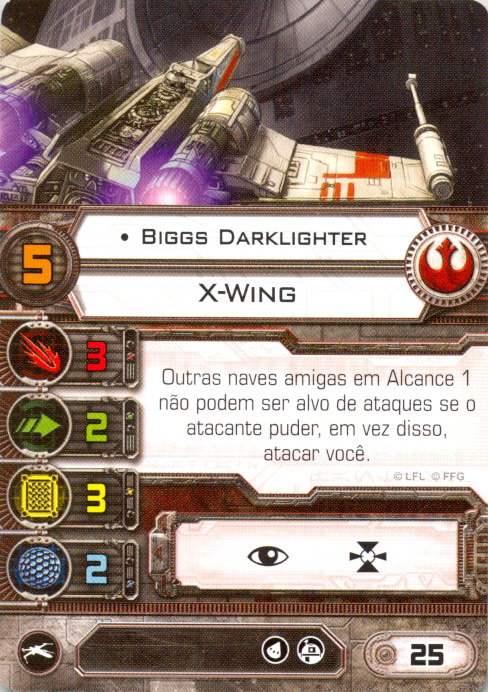 • Biggs Darklighter
5
X-Wing
3
2
3
2
Outras naves amigas em Alcance 1
não podem ser alvo de ataques se o
atacante puder, em vez disso,
atacar você.
© LFL © FFG
25